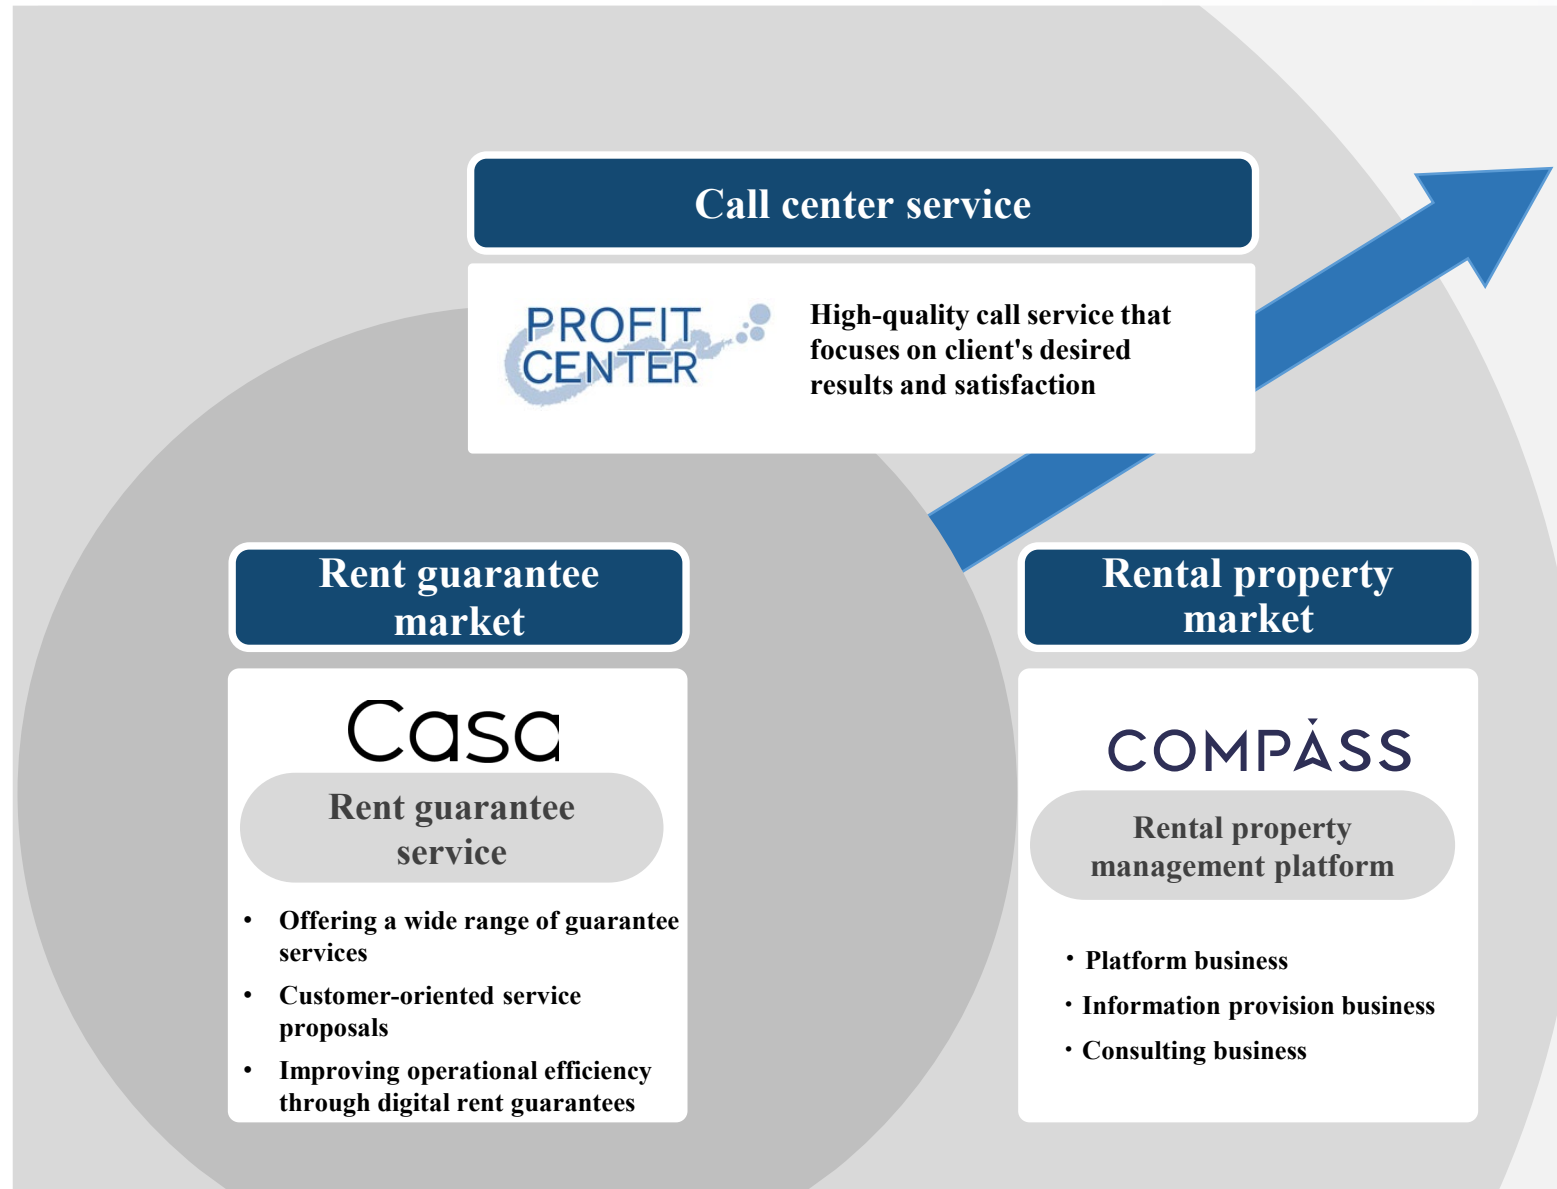 Call center service
PROFIT
CENTER
High-quality call service that
focuses on client's desired
results and satisfaction
Rent guarantee
market
Casa
Rent guarantee
service
• Offering a wide range of guarantee
services
• Customer-oriented service
proposals
• Improving operational efficiency
through digital rent guarantees
Rental property
market
COMPASS
Rental property
management platform
・Platform business
・Information provision business
・Consulting business